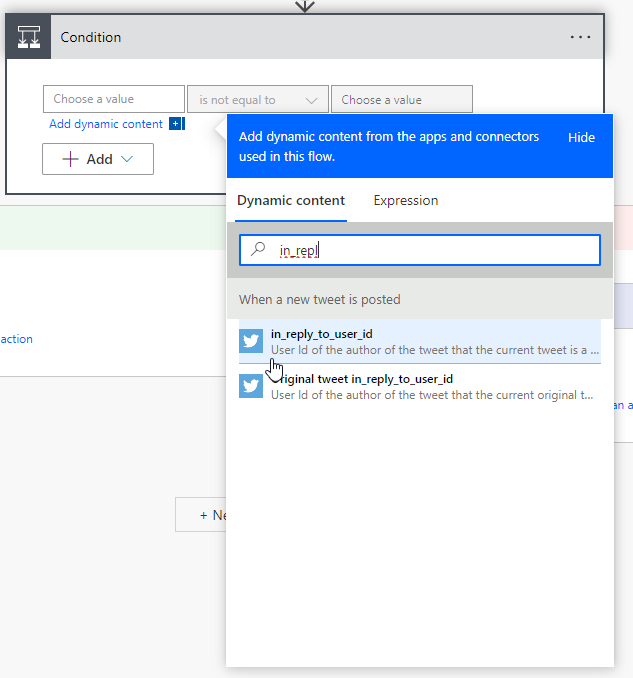 Condition
...
Choose a value
is not equal to
Choose a value
Add dynamic content
Add
Add dynamic content from the apps and connectors
used in this flow.
Hide
Dynamic content
Expression
in_repl
When a new tweet is posted
in_reply_to_user_id
User Id of the author of the tweet that the current tweet is a ...
Original tweet in_reply_to_user_id
User Id of the author of the tweet that the current original t...
action
an a
+ Ne